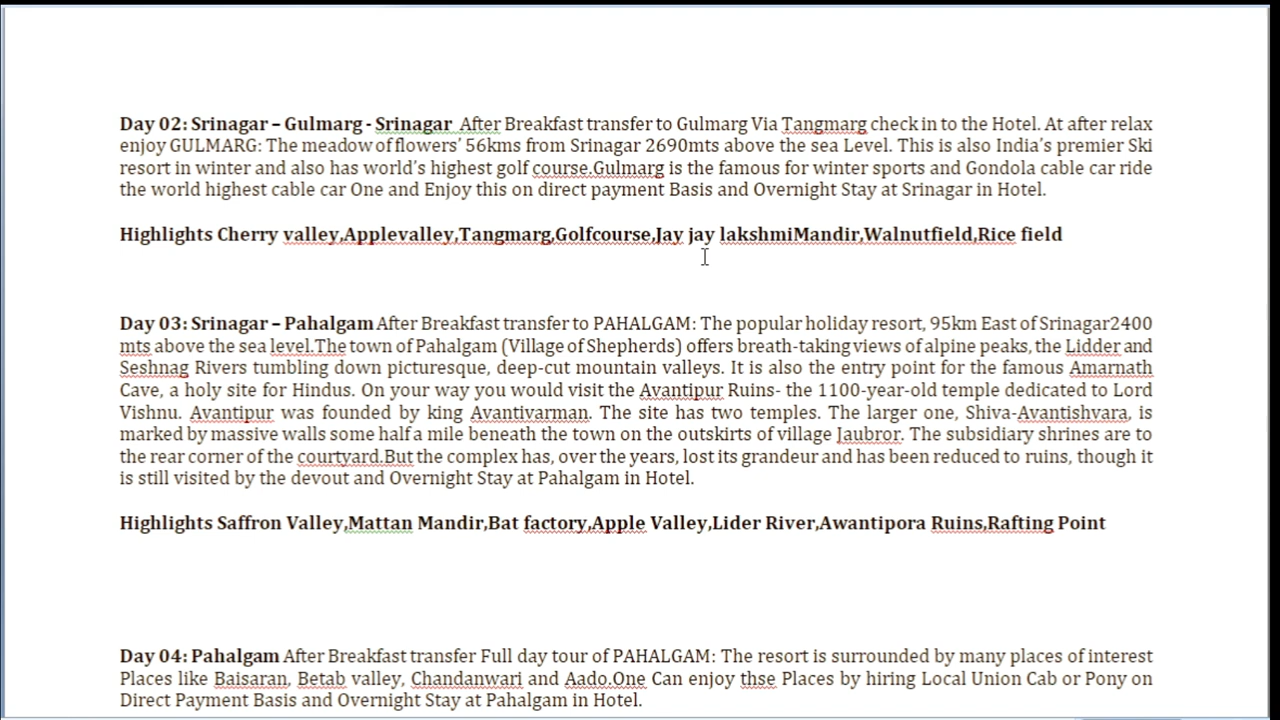 Day 02: Srinagar – Gulmarg - Srinagar After Breakfast transfer to Gulmarg Via Tangmarg check in to the Hotel. At after relax
enjoy GULMARG: The meadow of flowers’ 56kms from Srinagar 2690mts above the sea Level. This is also India’s premier Ski
resort in winter and also has world’s highest golf course.Gulmarg is the famous for winter sports and Gondola cable car ride
the world highest cable car One and Enjoy this on direct payment Basis and Overnight Stay at Srinagar in Hotel.
Highlights Cherry valley,Applevalley,Tangmarg,Golfcourse,Jay jay lakshmiMandir,Walnutfield,Rice field
Day 03: Srinagar – Pahalgam After Breakfast transfer to PAHALGAM: The popular holiday resort, 95km East of Srinagar2400
mts above the sea level.The town of Pahalgam (Village of Shepherds) offers breath-taking views of alpine peaks, the Lidder and
Seshnag Rivers tumbling down picturesque, deep-cut mountain valleys. It is also the entry point for the famous Amarnath
Cave, a holy site for Hindus. On your way you would visit the Avantipur Ruins- the 1100-year-old temple dedicated to Lord
Vishnu. Avantipur was founded by king Avantivarman. The site has two temples. The larger one, Shiva-Avantishvara, is
marked by massive walls some half a mile beneath the town on the outskirts of village Jaubror. The subsidiary shrines are to
the rear corner of the courtyard.But the complex has, over the years, lost its grandeur and has been reduced to ruins, though it
is still visited by the devout and Overnight Stay at Pahalgam in Hotel.
Highlights Saffron Valley,Mattan Mandir,Bat factory,Apple Valley,Lider River,Awantipora Ruins,Rafting Point
Day 04: Pahalgam After Breakfast transfer Full day tour of PAHALGAM: The resort is surrounded by many places of interest
Places like Baisaran, Betab valley, Chandanwari and Aado.One Can enjoy thse Places by hiring Local Union Cab or Pony on
Direct Payment Basis and Overnight Stay at Pahalgam in Hotel.